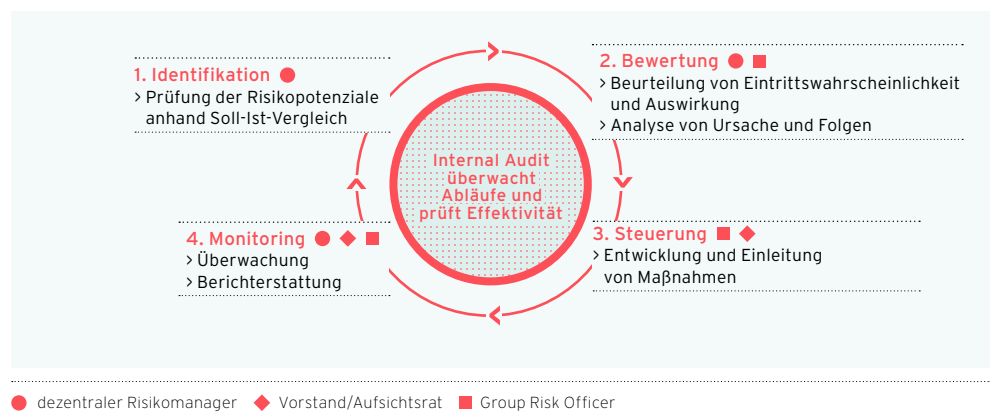 1. Identifikation
> Prüfung der Risikopotenziale
anhand Soll-Ist-Vergleich
2. Bewertung
> Beurteilung von Eintrittswahrscheinlichkeit
und Auswirkung
> Analyse von Ursache und Folgen
Internal Audit
überwacht
Abläufe und
prüft Effektivität
3. Steuerung
> Entwicklung und Einleitung
von Maßnahmen
4. Monitoring
> Überwachung
> Berichterstattung
dezentraler Risikomanager Vorstand/Aufsichtsrat Group Risk Officer